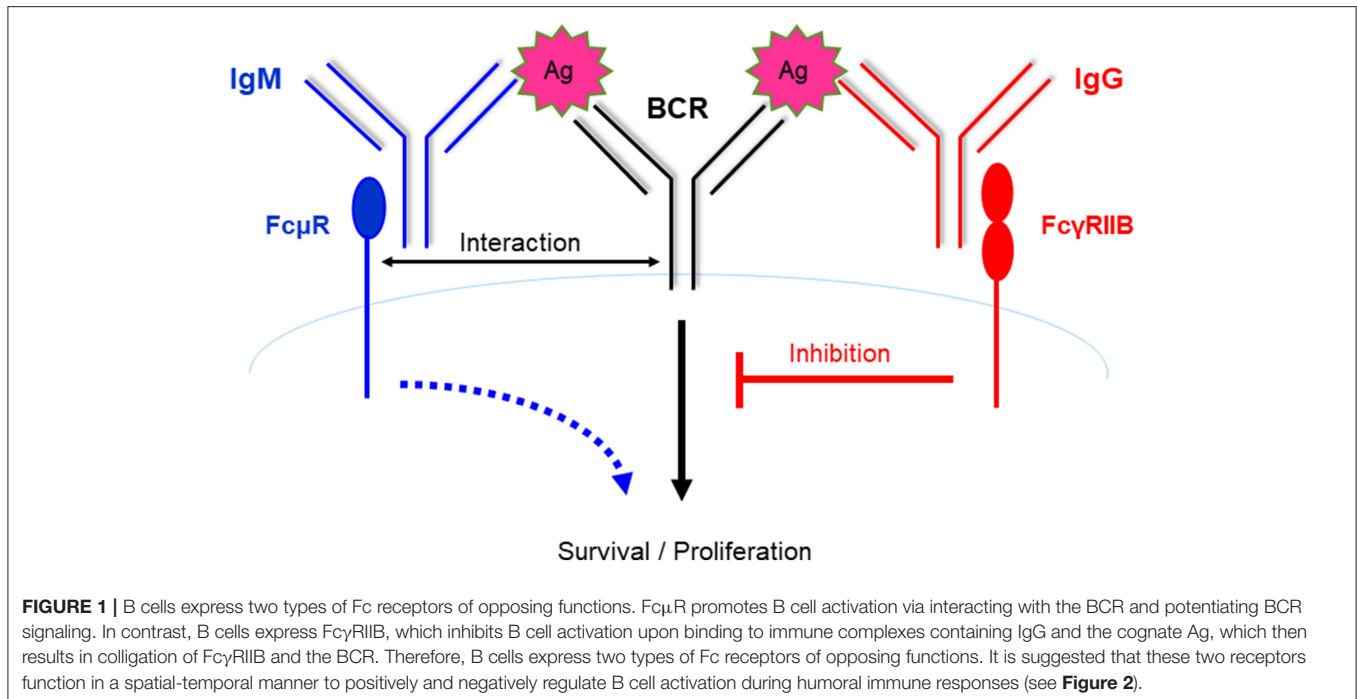 Ag
Ag
IgM
BCR
IgG
FcμR
FcγRIIB
Interaction
Inhibition
Survival / Proliferation
FIGURE 1 | B cells express two types of Fc receptors of opposing functions. FcμR promotes B cell activation via interacting with the BCR and potentiating BCR
signaling. In contrast, B cells express FcγRIIB, which inhibits B cell activation upon binding to immune complexes containing IgG and the cognate Ag, which then
results in colligation of FcγRIIB and the BCR. Therefore, B cells express two types of Fc receptors of opposing functions. It is suggested that these two receptors
function in a spatial-temporal manner to positively and negatively regulate B cell activation during humoral immune responses (see Figure 2).